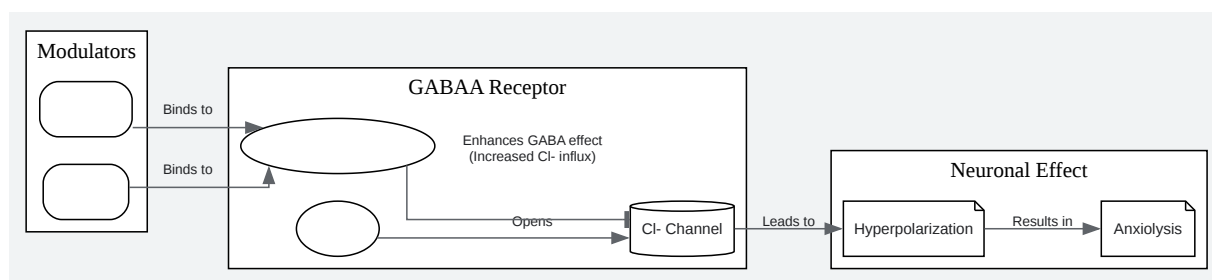 Modulators
Binds to
Binds to
GABAA Receptor
Enhances GABA effect
(Increased Cl- influx)
Opens
Cl- Channel
Leads to
Neuronal Effect
Hyperpolarization
Results in
Anxiolysis